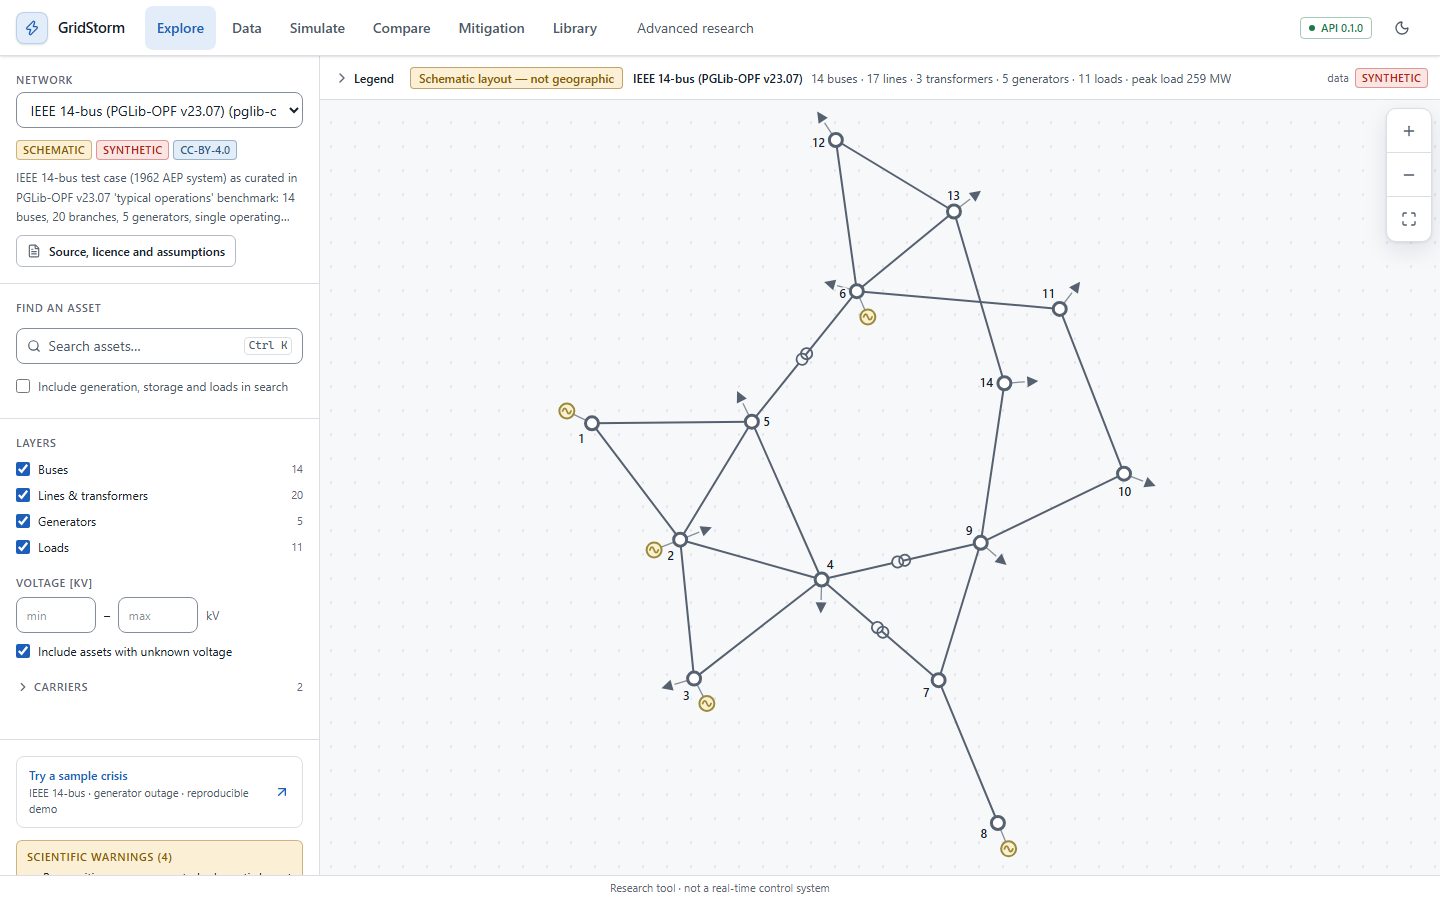 GridStorm
Explore
Data
Simulate
Compare
Mitigation
Library
Advanced research
API 0.1.0
NETWORK
IEEE 14-bus (PGLib-OPF v23.07) (pglib-c
SCHEMATIC
SYNTHETIC
CC-BY-4.0
IEEE 14-bus test case (1962 AEP system) as curated in
PGLib-OPF v23.07 'typical operations' benchmark: 14
buses, 20 branches, 5 generators, single operating...
Source, licence and assumptions
FIND AN ASSET
Search assets...
Ctrl K
Include generation, storage and loads in search
LAYERS
Buses 14
Lines & transformers 20
Generators 5
Loads 11
VOLTAGE [KV]
min – max kV
Include assets with unknown voltage
CARRIERS 2
Try a sample crisis
IEEE 14-bus · generator outage · reproducible
demo
SCIENTIFIC WARNINGS (4)
Legend
Schematic layout — not geographic
IEEE 14-bus (PGLib-OPF v23.07)
14 buses · 17 lines · 3 transformers · 5 generators · 11 loads · peak load 259 MW
data
SYNTHETIC
12
13
6
11
14
1
5
10
9
2
4
3
7
8
Research tool · not a real-time control system